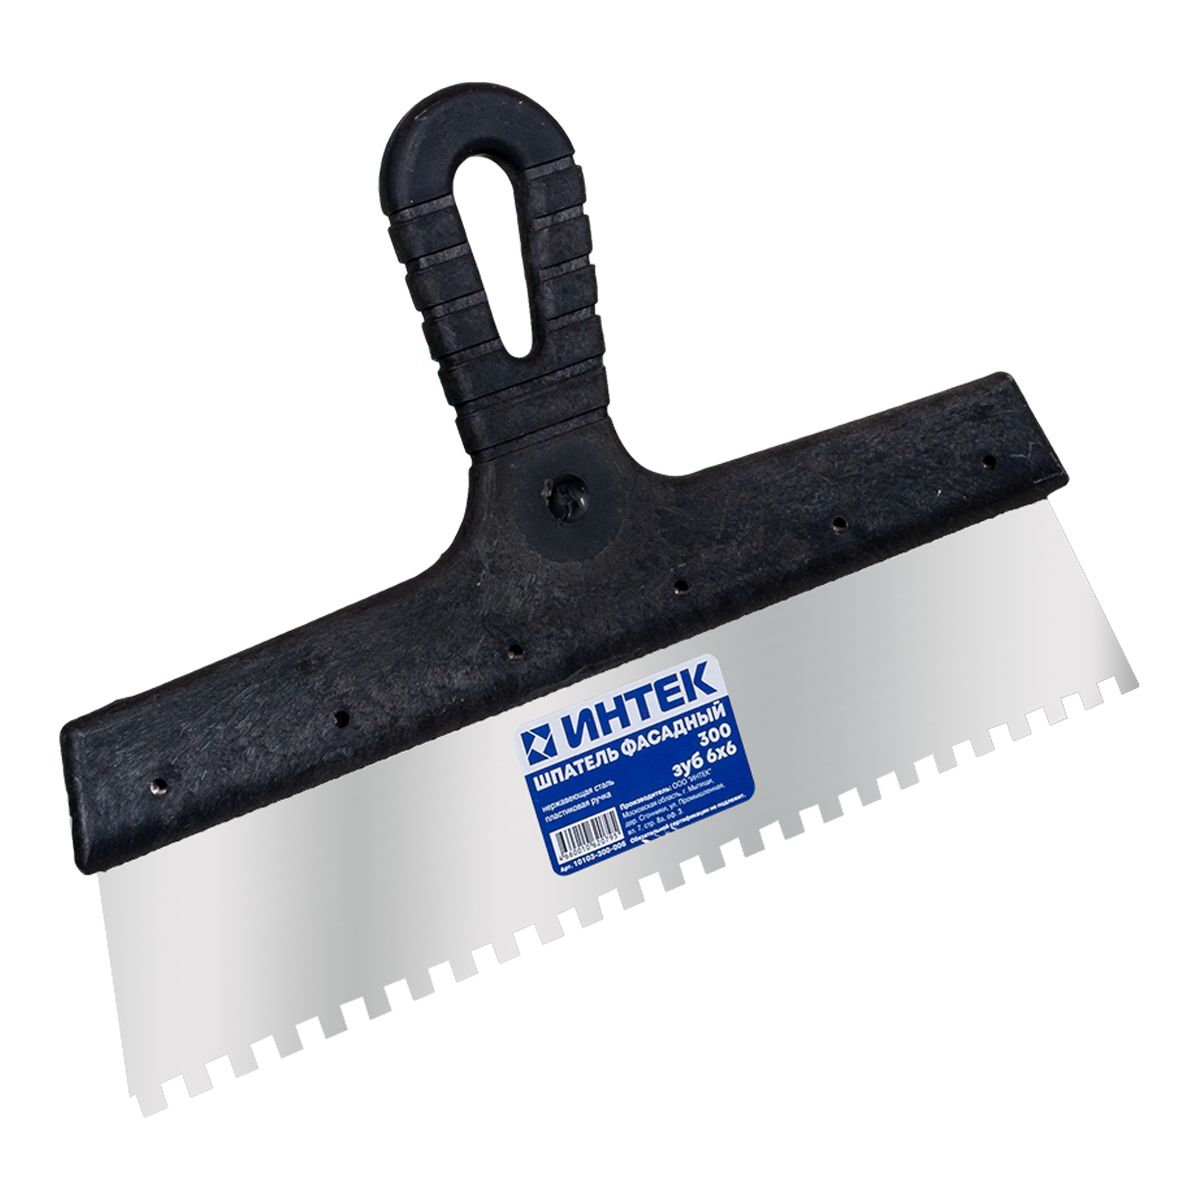 ИНТЕК
ШПАТЕЛЬ ФАСАДНЫЙ
300
зуб 6х6
нержавеющая сталь
пластиковая ручка
Производитель: ООО "ИНТЕК"
Московская область, г. Мытищи,
дер. Сгонники, ул. Промышленная,
вл. 7, стр. 8а, оф. 3
Обязательной сертификации не подлежит.
Арт. 10103-300-006